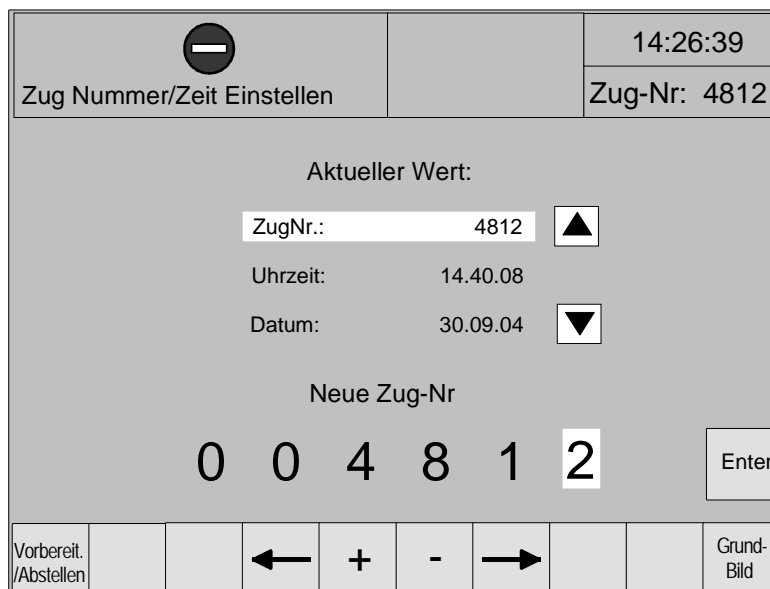 14:26:39
Zug Nummer/Zeit Einstellen
Zug-Nr: 4812
Aktueller Wert:
ZugNr.: 4812
Uhrzeit: 14.40.08
Datum: 30.09.04
Neue Zug-Nr
0 0 4 8 1 2
Enter
Vorbereit.
/Abstellen
+ -
Grund-
Bild